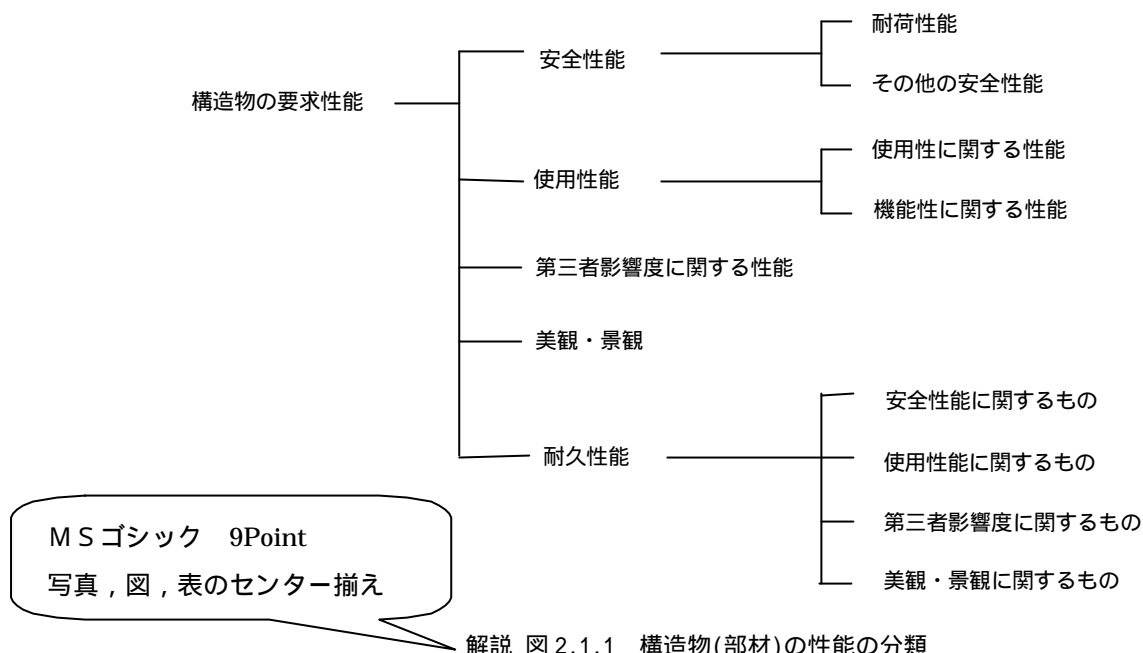 構造物の要求性能
安全性能
耐荷性能
その他の安全性能
使用性能
使用性に関する性能
機能性に関する性能
第三者影響度に関する性能
美観・景観
耐久性能
安全性能に関するもの
使用性能に関するもの
第三者影響度に関するもの
美観・景観に関するもの
ＭＳゴシック　9Point
写真，図，表のセンター揃え
解説 図 2.1.1　構造物(部材)の性能の分類